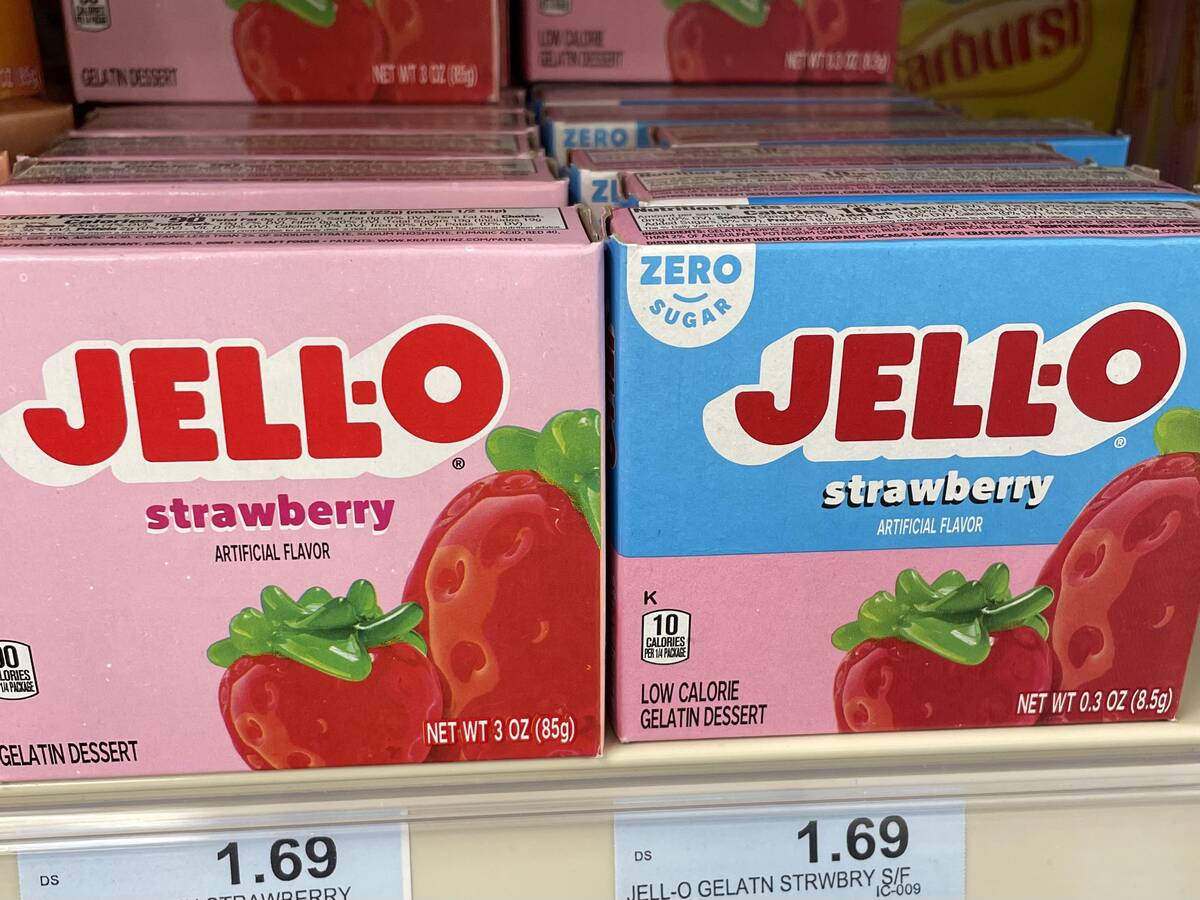 GELATIN DESSERT
NET WT 3 OZ (85g)
LOW CALORIE
GELATIN DESSERT
NET WT 0.3 OZ (8.5g)
arburst
ZERO
JELL-O
®
strawberry
ARTIFICIAL FLAVOR
GELATIN DESSERT
NET WT 3 OZ (85g)
ZERO
SUGAR
JELL-O
®
strawberry
ARTIFICIAL FLAVOR
K
10
CALORIES
PER 1/4 PACKAGE
LOW CALORIE
GELATIN DESSERT
NET WT 0.3 OZ (8.5g)
DS
1.69
STRAWBERRY
DS
1.69
JELL-O GELATN STRWBRY S/F
IC-009